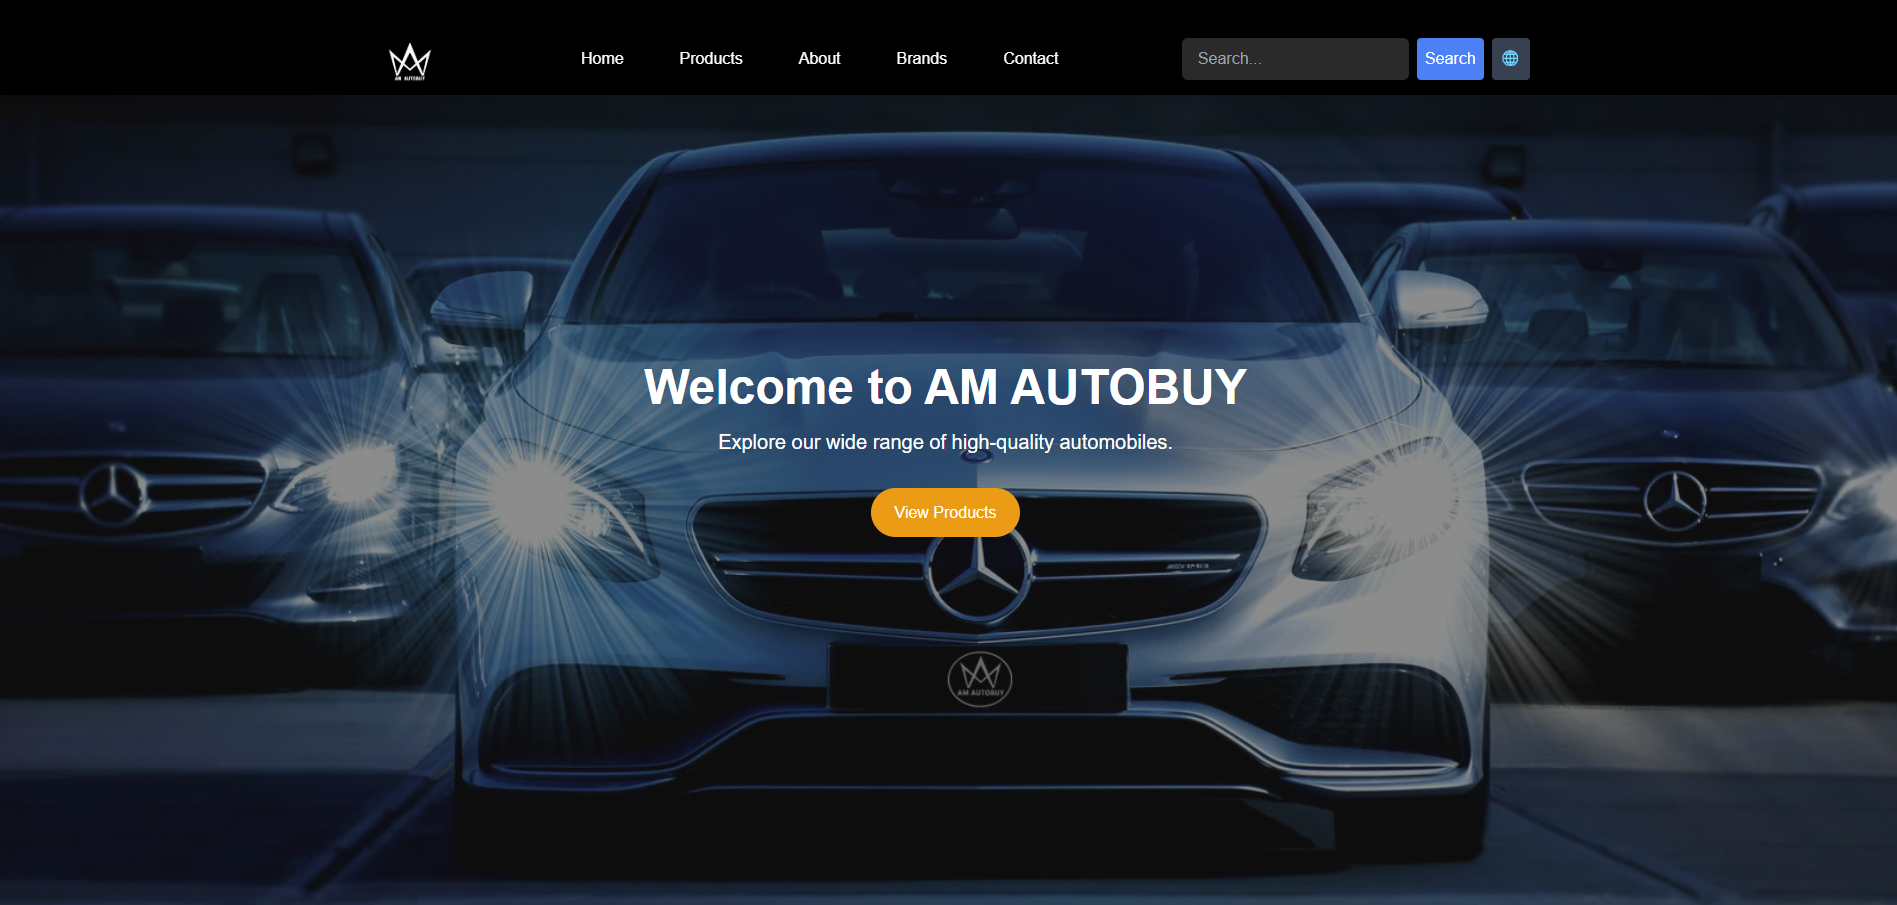 AM AUTOBUY
Home
Products
About
Brands
Contact
Search...
Search
Welcome to AM AUTOBUY
Explore our wide range of high-quality automobiles.
View Products
AM AUTOBUY